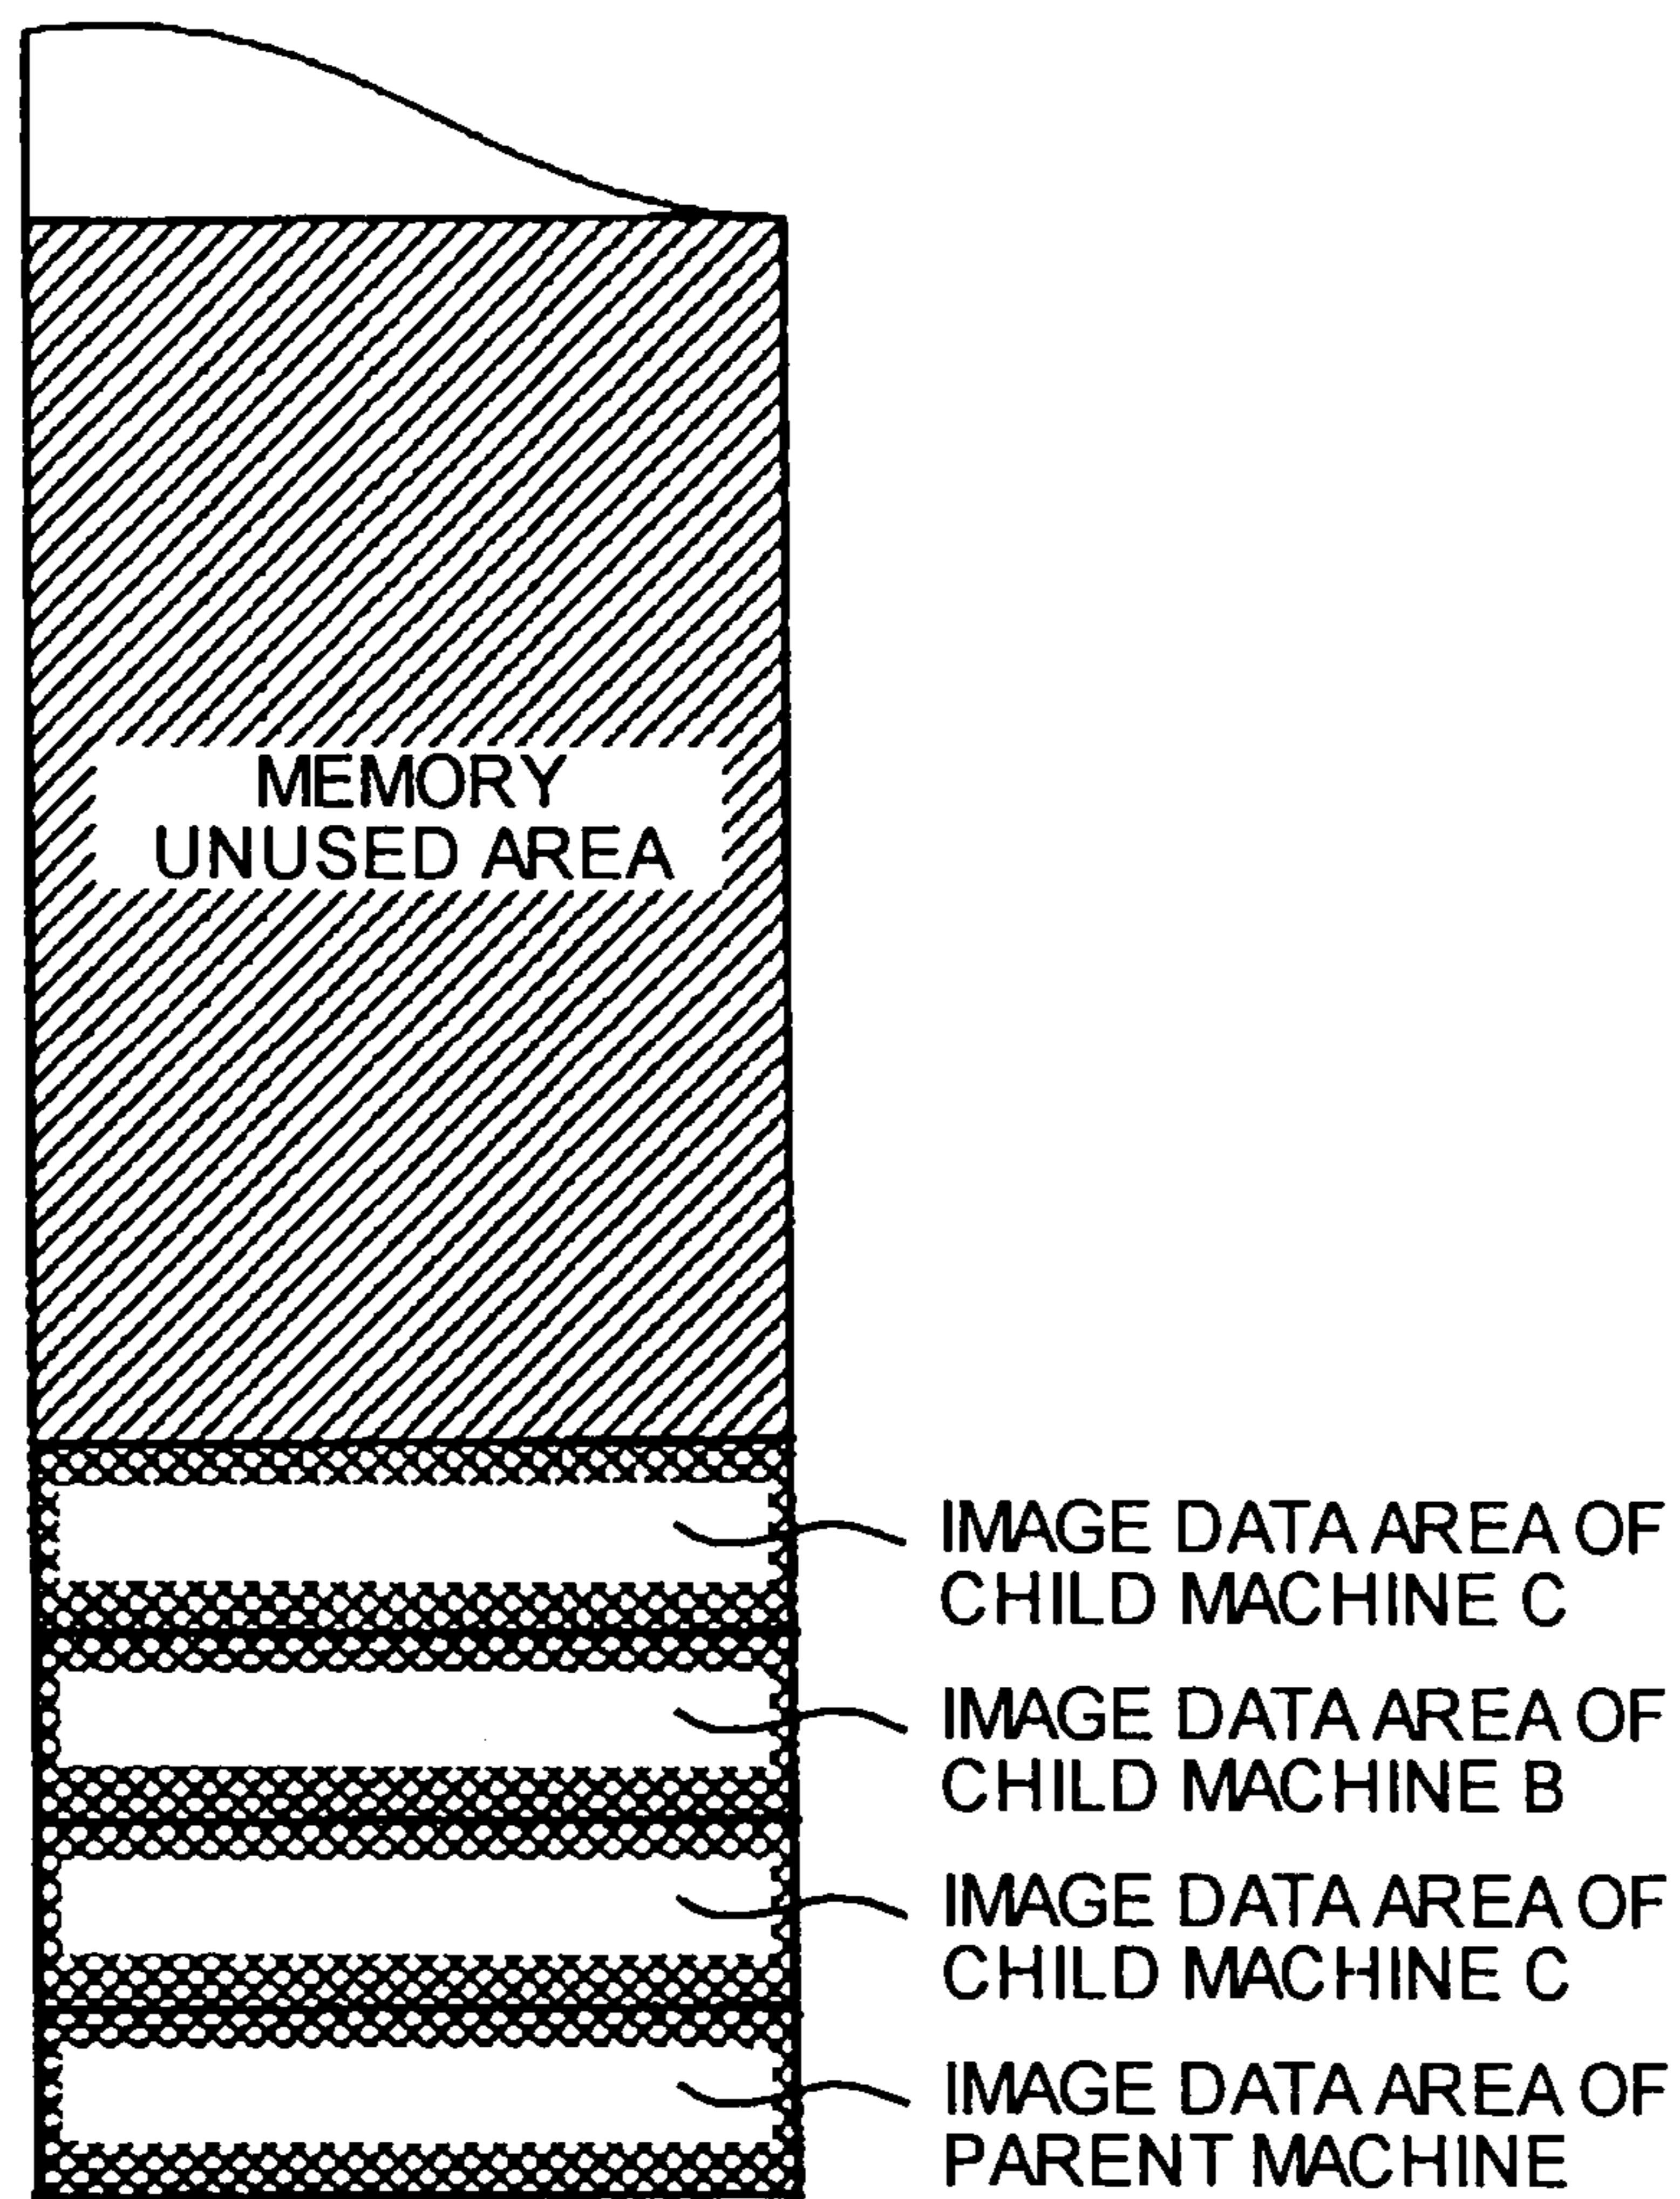 MEMORY
UNUSED AREA
IMAGE DATA AREA OF
CHILD MACHINE C
IMAGE DATA AREA OF
CHILD MACHINE B
IMAGE DATA AREA OF
CHILD MACHINE C
IMAGE DATA AREA OF
PARENT MACHINE